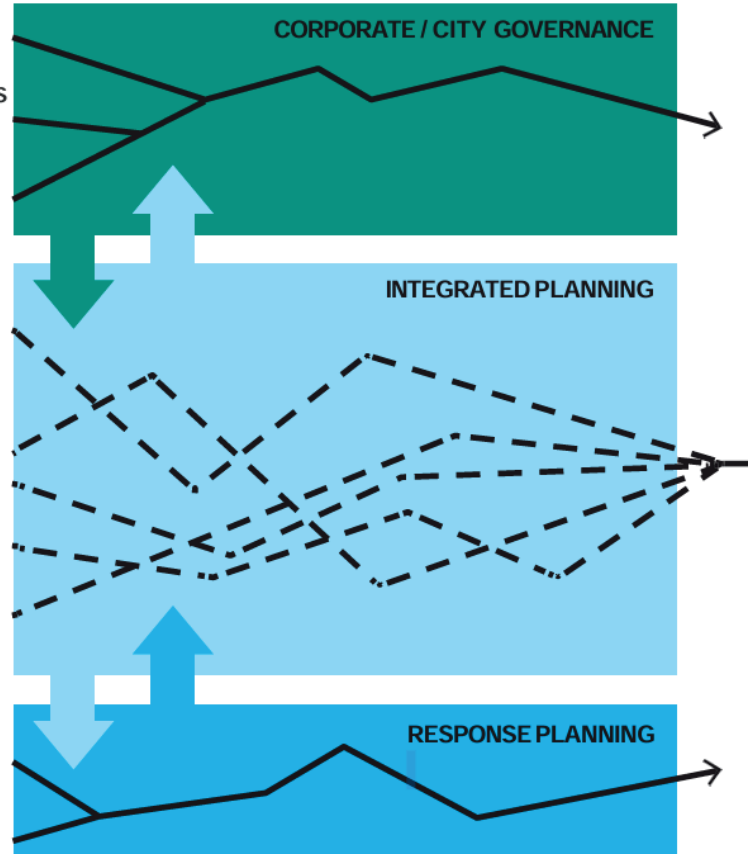 CORPORATE / CITY GOVERNANCE
S
INTEGRATED PLANNING
RESPONSE PLANNING